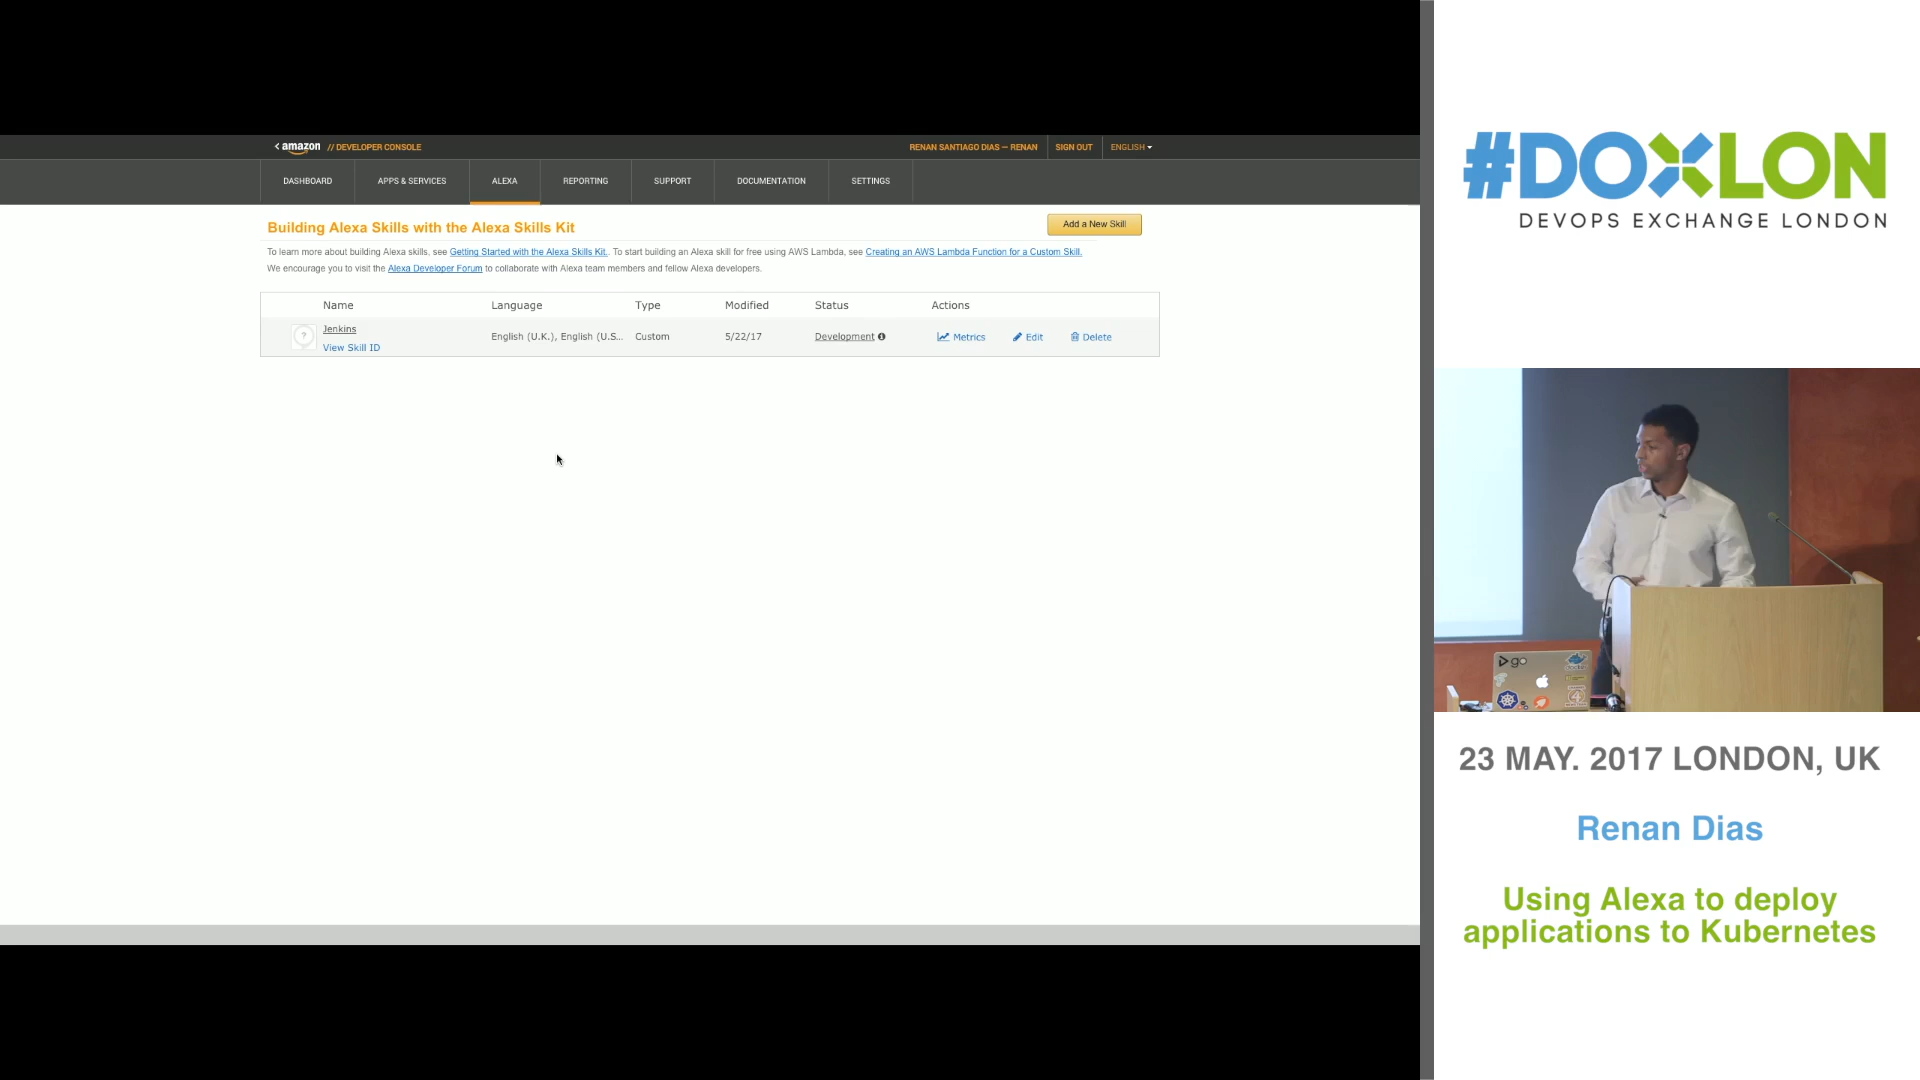 < amazon // DEVELOPER CONSOLE
RENAN SANTIAGO DIAS — RENAN
SIGN OUT
ENGLISH
DASHBOARD
APPS & SERVICES
ALEXA
REPORTING
SUPPORT
DOCUMENTATION
SETTINGS
Building Alexa Skills with the Alexa Skills Kit
Add a New Skill
To learn more about building Alexa skills, see Getting Started with the Alexa Skills Kit. To start building an Alexa skill for free using AWS Lambda, see Creating an AWS Lambda Function for a Custom Skill.
We encourage you to visit the Alexa Developer Forum to collaborate with Alexa team members and fellow Alexa developers.
Name Language Type Modified Status Actions
Jenkins
English (U.K.), English (U.S... Custom 5/22/17 Development Metrics Edit Delete
View Skill ID
#DOXLON
DEVOPS EXCHANGE LONDON
go
23 MAY. 2017 LONDON, UK
Renan Dias
Using Alexa to deploy
applications to Kubernetes